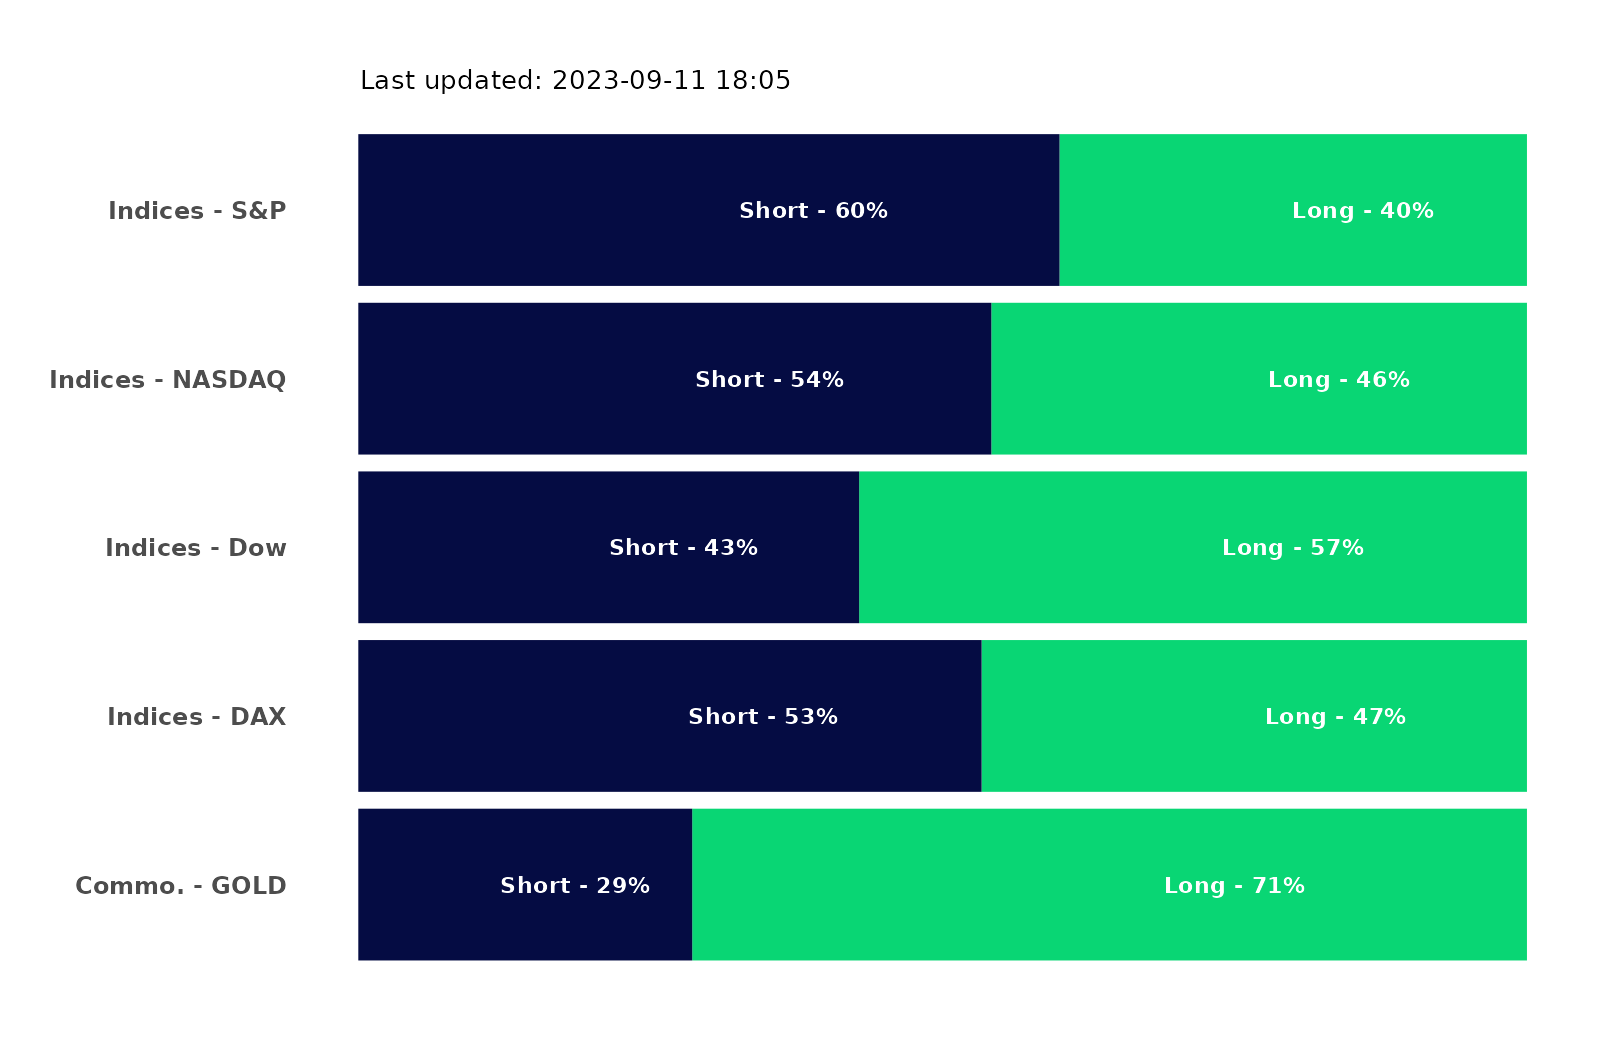 Last updated: 2023-09-11 18:05
Indices - S&P Short - 60% Long - 40%
Indices - NASDAQ Short - 54% Long - 46%
Indices - Dow Short - 43% Long - 57%
Indices - DAX Short - 53% Long - 47%
Commo. - GOLD Short - 29% Long - 71%